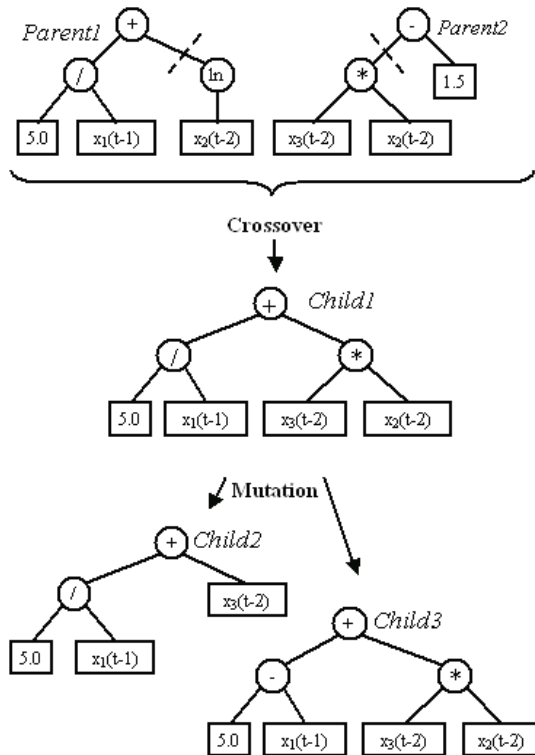 Parent1 + - Parent2
/ ln * 1.5
5.0 x₁(t-1) x₂(t-2) x₃(t-2) x₂(t-2)
Crossover
+ Child1
/ *
5.0 x₁(t-1) x₃(t-2) x₂(t-2)
Mutation
+ Child2
/ x₃(t-2)
5.0 x₁(t-1)
+ Child3
- *
5.0 x₁(t-1) x₃(t-2) x₂(t-2)